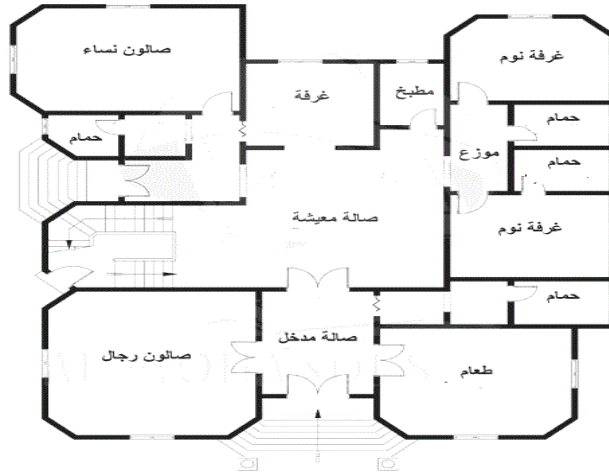 صالون نساء
غرفة نوم
غرفة
مطبخ
حمام
حمام
موزع
حمام
صالة معيشة
غرفة نوم
حمام
صالة مدخل
صالون رجال
طعام